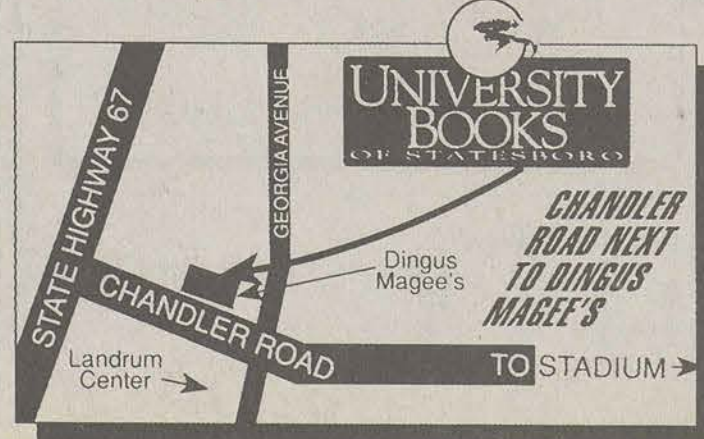 UNIVERSITY
BOOKS
OF STATESBORO
STATE HIGHWAY 67
GEORGIA AVENUE
CHANDLER
ROAD NEXT
TO DINGUS
MAGEE'S
Dingus
Magee's
CHANDLER ROAD
Landrum
Center
TO STADIUM